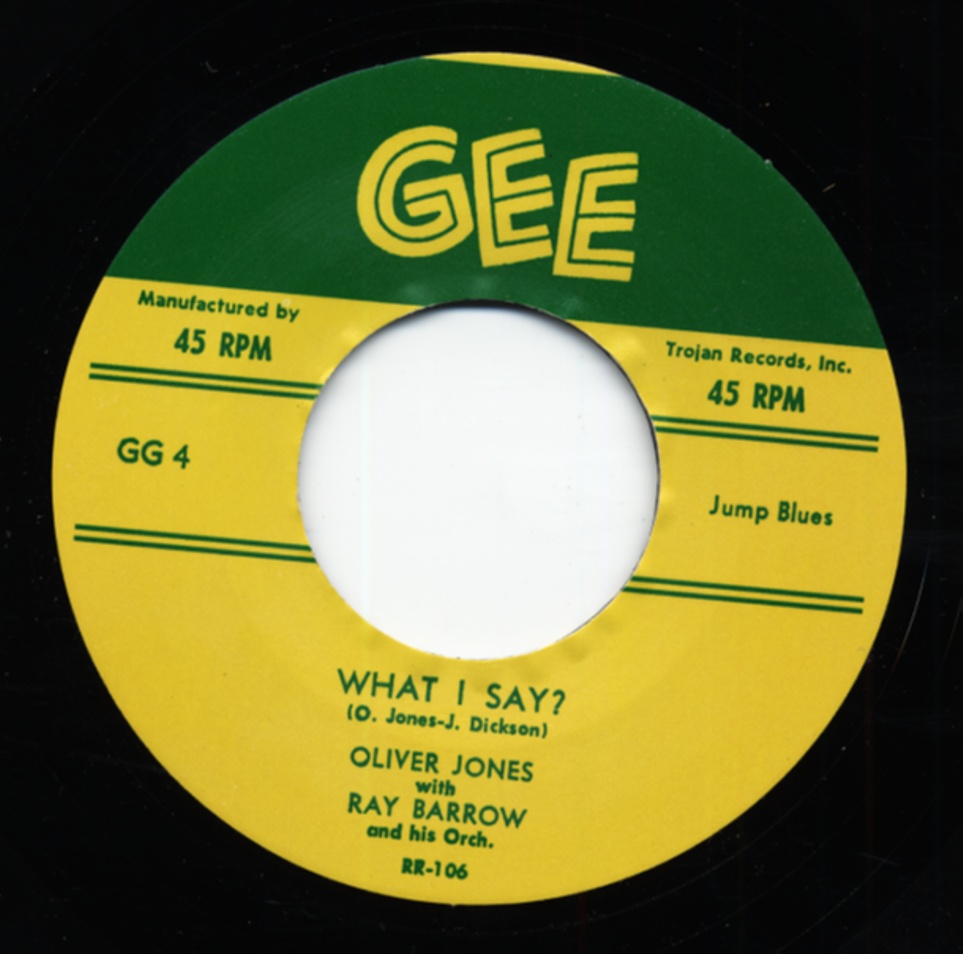 GEE
Manufactured by
45 RPM
Trojan Records, Inc.
45 RPM
GG 4
Jump Blues
WHAT I SAY?
(O. Jones-J. Dickson)
OLIVER JONES
with
RAY BARROW
and his Orch.
RR-106